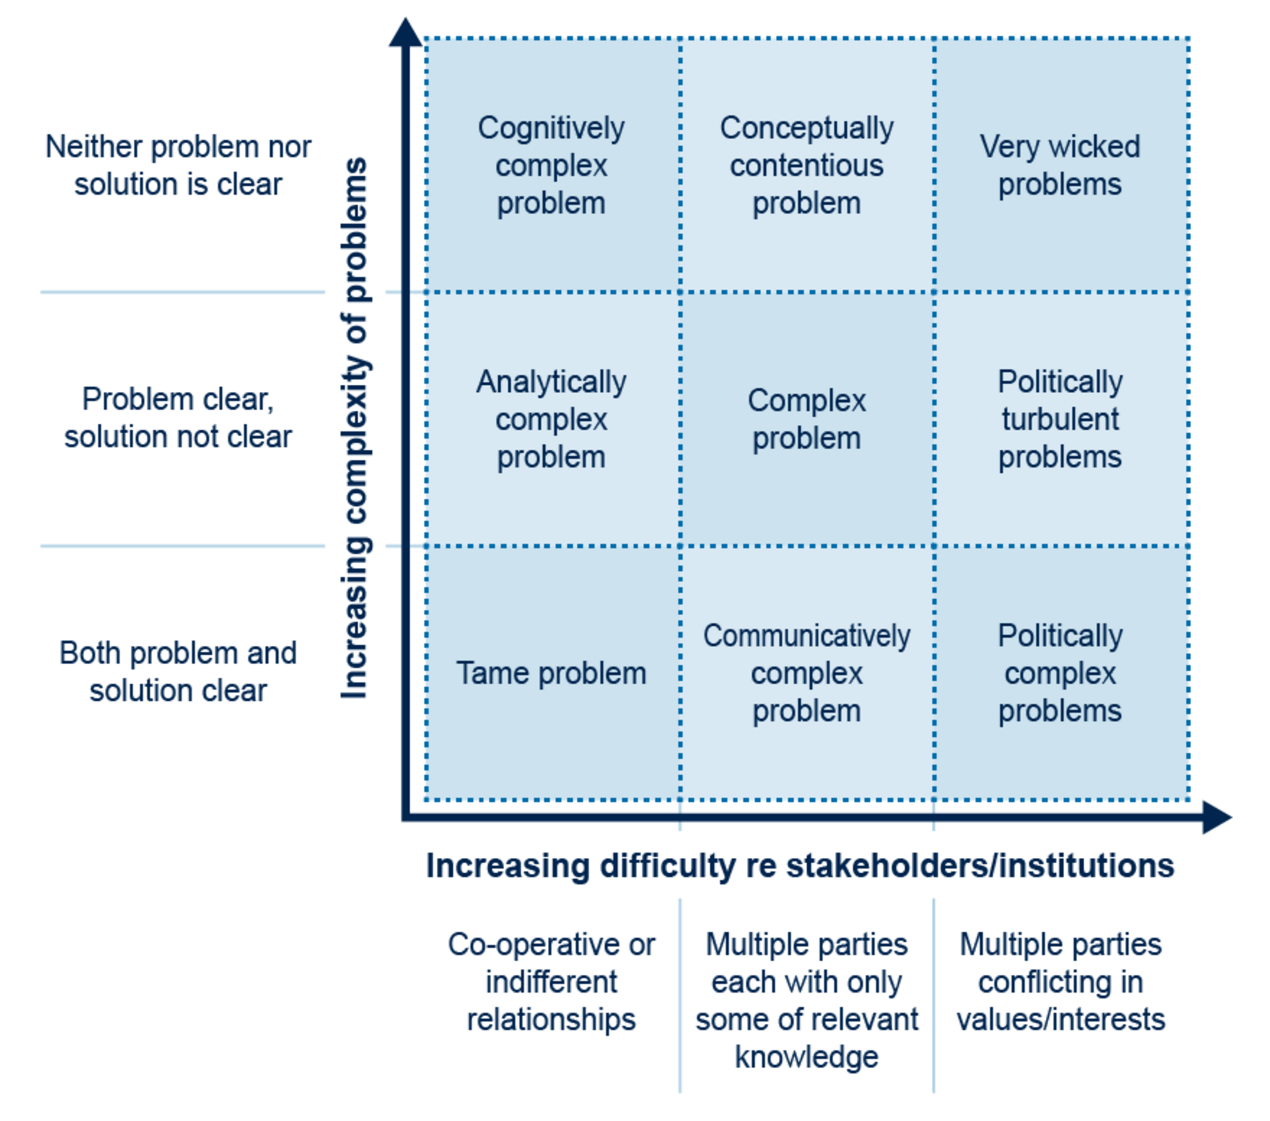 Neither problem nor
solution is clear
Problem clear,
solution not clear
Both problem and
solution clear
Increasing complexity of problems
Cognitively
complex
problem
Conceptually
contentious
problem
Very wicked
problems
Analytically
complex
problem
Complex
problem
Politically
turbulent
problems
Tame problem
Communicatively
complex
problem
Politically
complex
problems
Increasing difficulty re stakeholders/institutions
Co-operative or
indifferent
relationships
Multiple parties
each with only
some of relevant
knowledge
Multiple parties
conflicting in
values/interests